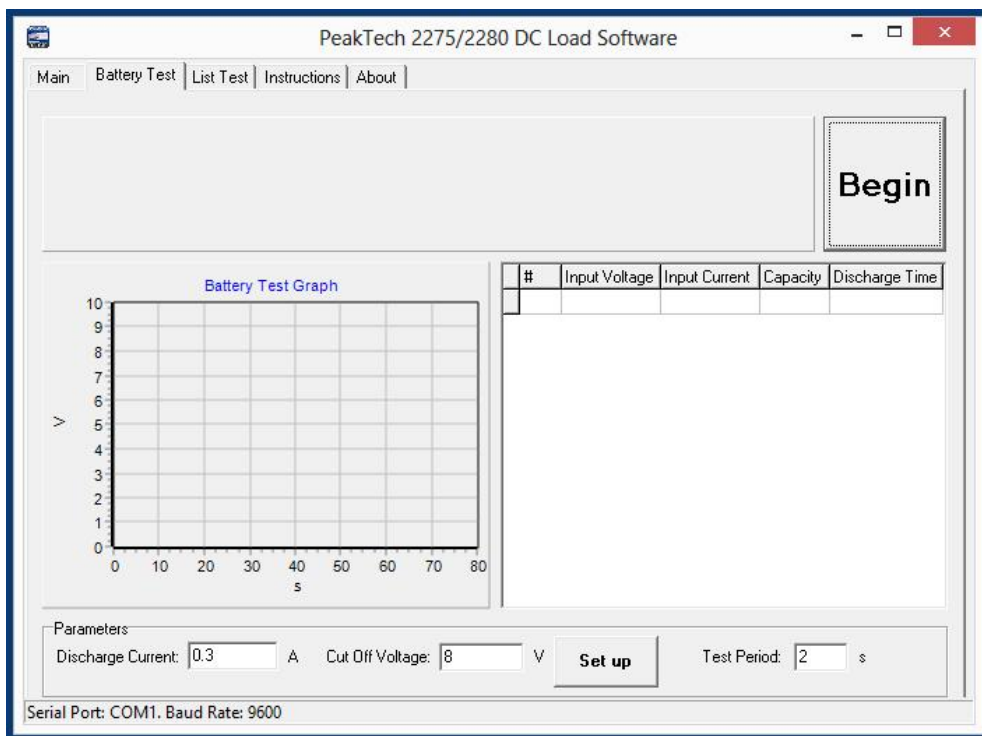 PeakTech 2275/2280 DC Load Software
Main Battery Test List Test Instructions About
Begin
# Input Voltage Input Current Capacity Discharge Time
Battery Test Graph
10
9
8
7
6
5
4
3
2
1
0
V
0 10 20 30 40 50 60 70 80
s
Parameters
Discharge Current: 0.3 A Cut Off Voltage: 8 V Set up Test Period: 2 s
Serial Port: COM1. Baud Rate: 9600